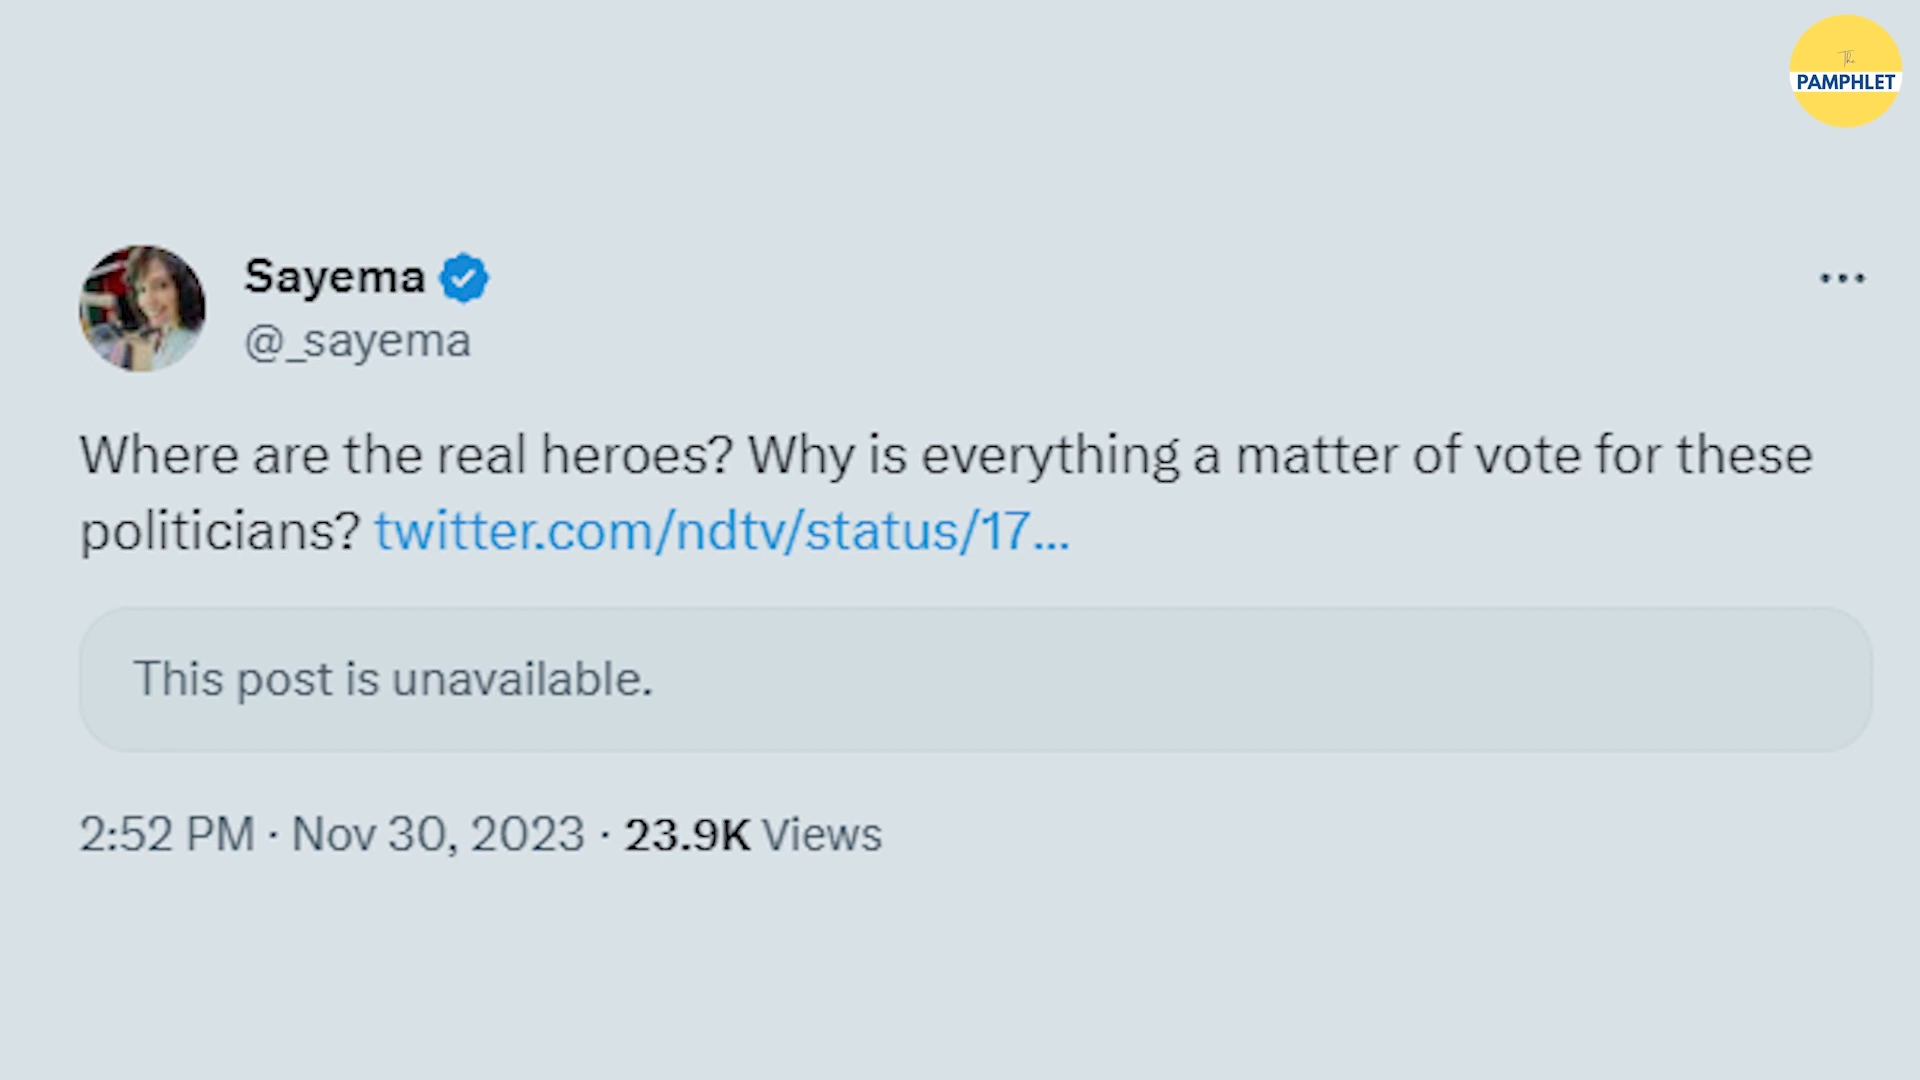 The
PAMPHLET
Sayema
@_sayema
Where are the real heroes? Why is everything a matter of vote for these
politicians? twitter.com/ndtv/status/17...
This post is unavailable.
2:52 PM · Nov 30, 2023 · 23.9K Views